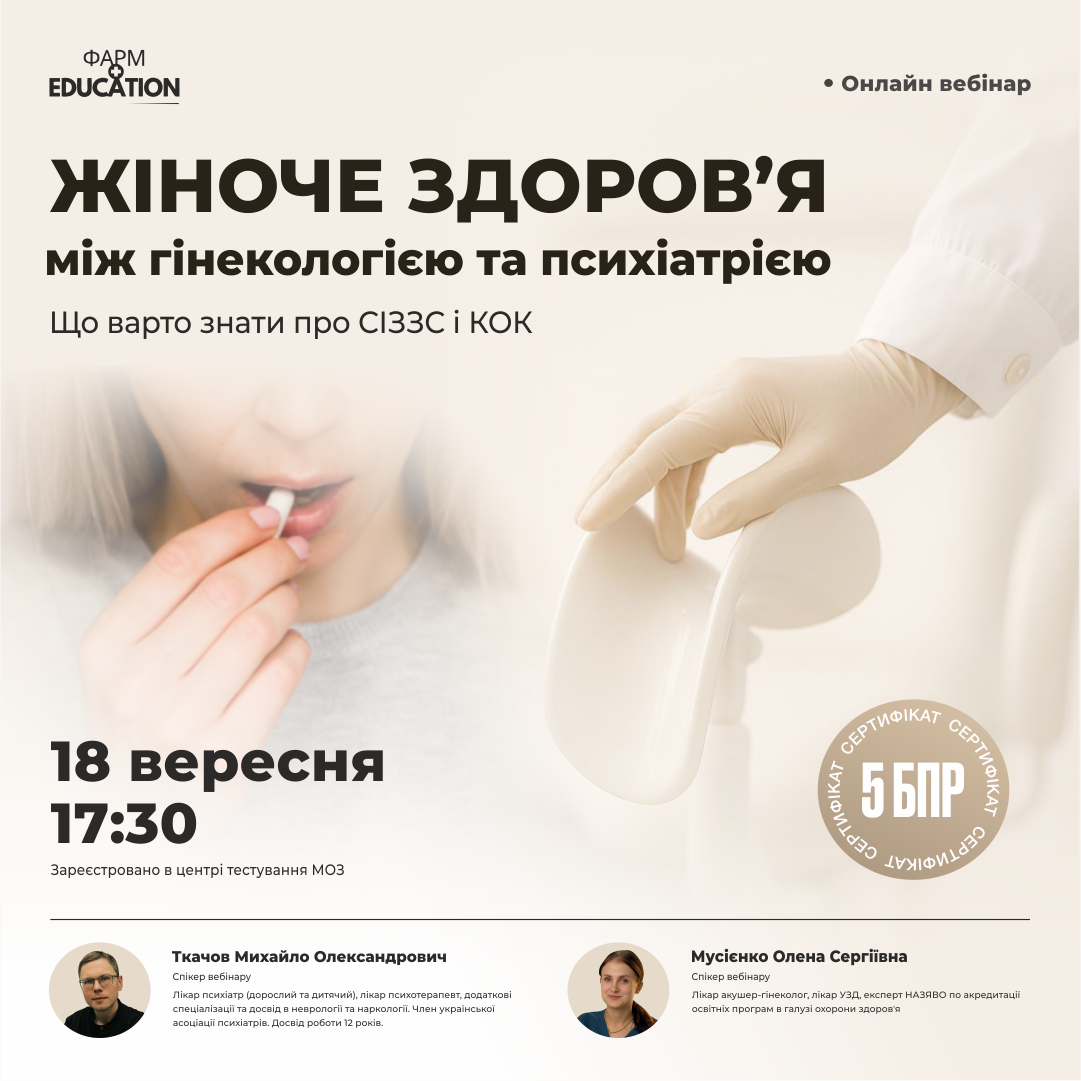 ФАРМ
EDUCATION
• Онлайн вебінар
ЖІНОЧЕ ЗДОРОВ’Я
між гінекологією та психіатрією
Що варто знати про СІЗЗС і КОК
18 вересня
17:30
Зареєстровано в центрі тестування МОЗ
СЕРТИФІКАТ СЕРТИФІКАТ СЕРТИФІКАТ СЕРТИФІКАТ СЕРТИФІКАТ
5 БПР
Ткачов Михайло Олександрович
Спікер вебінару
Лікар психіатр (дорослий та дитячий), лікар психотерапевт, додаткові
спеціалізації та досвід в неврології та наркології. Член української
асоціації психіатрів. Досвід роботи 12 років.
Мусієнко Олена Сергіївна
Спікер вебінару
Лікар акушер-гінеколог, лікар УЗД, експерт НАЗЯВО по акредитації
освітніх програм в галузі охорони здоров'я